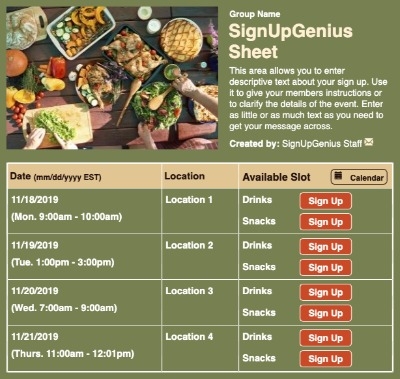 Group Name
SignUpGenius
Sheet
This area allows you to enter
descriptive text about your sign up. Use
it to give your members instructions or
to clarify the details of the event. Enter
as little or as much text as you need to
get your message across.
Created by: SignUpGenius Staff
Date (mm/dd/yyyy EST) Location Available Slot Calendar
11/18/2019 Location 1 Drinks Sign Up
(Mon. 9:00am - 10:00am) Snacks Sign Up
11/19/2019 Location 2 Drinks Sign Up
(Tue. 1:00pm - 3:00pm) Snacks Sign Up
11/20/2019 Location 3 Drinks Sign Up
(Wed. 7:00am - 9:00am) Snacks Sign Up
11/21/2019 Location 4 Drinks Sign Up
(Thurs. 11:00am - 12:01pm) Snacks Sign Up